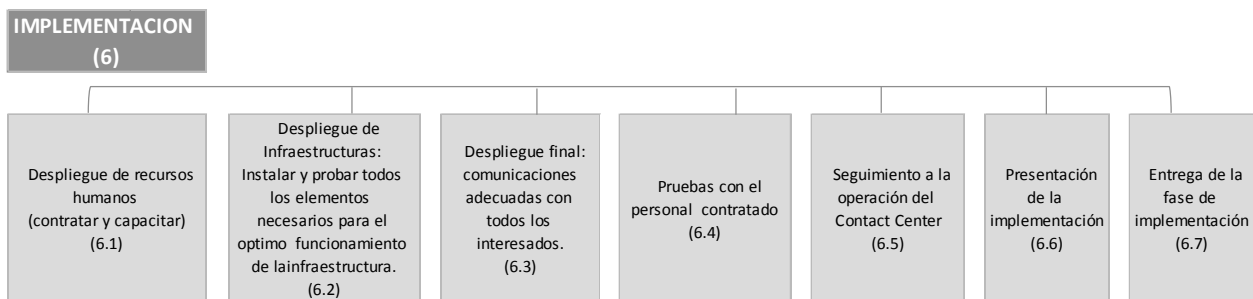 IMPLEMENTACION
(6)
Despliegue de recursos
humanos
(contratar y capacitar)
(6.1)
Despliegue de
Infraestructuras:
Instalar y probar todos
los elementos
necesarios para el
optimo funcionamiento
de lainfraestructura.
(6.2)
Despliegue final:
comunicaciones
adecuadas con
todos los
interesados.
(6.3)
Pruebas con el
personal contratado
(6.4)
Seguimiento a la
operación del
Contact Center
(6.5)
Presentación
de la
implementación
(6.6)
Entrega de la
fase de
implementación
(6.7)